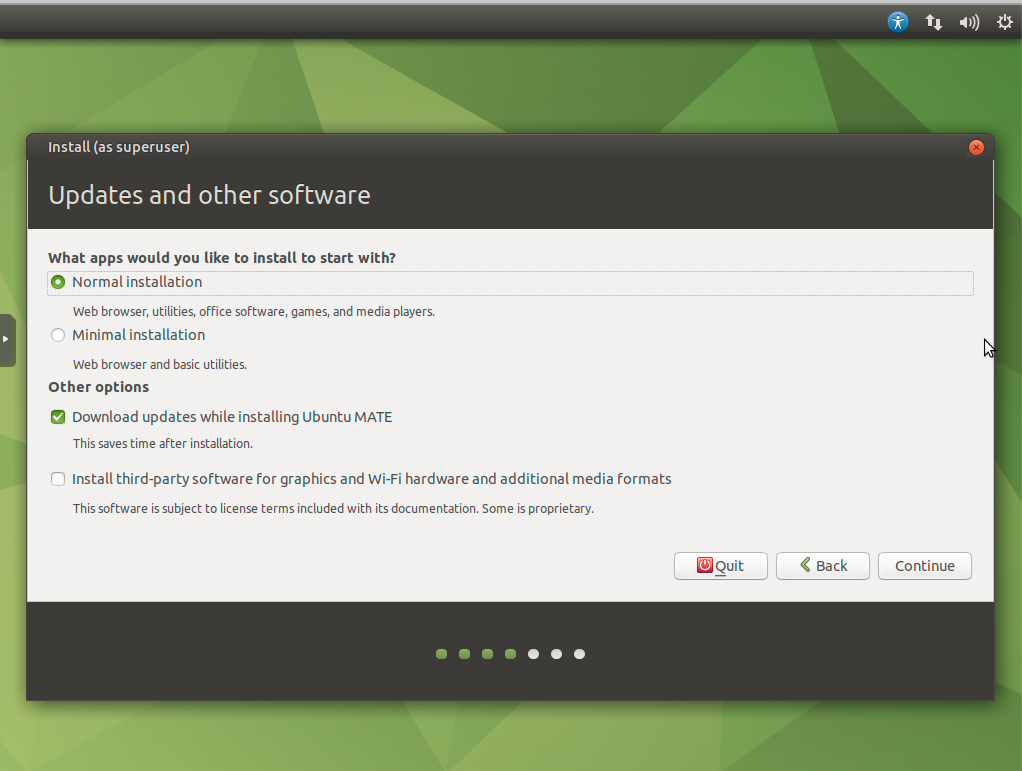 Install (as superuser)
Updates and other software
What apps would you like to install to start with?
Normal installation
Web browser, utilities, office software, games, and media players.
Minimal installation
Web browser and basic utilities.
Other options
Download updates while installing Ubuntu MATE
This saves time after installation.
Install third-party software for graphics and Wi-Fi hardware and additional media formats
This software is subject to license terms included with its documentation. Some is proprietary.
Quit
Back
Continue